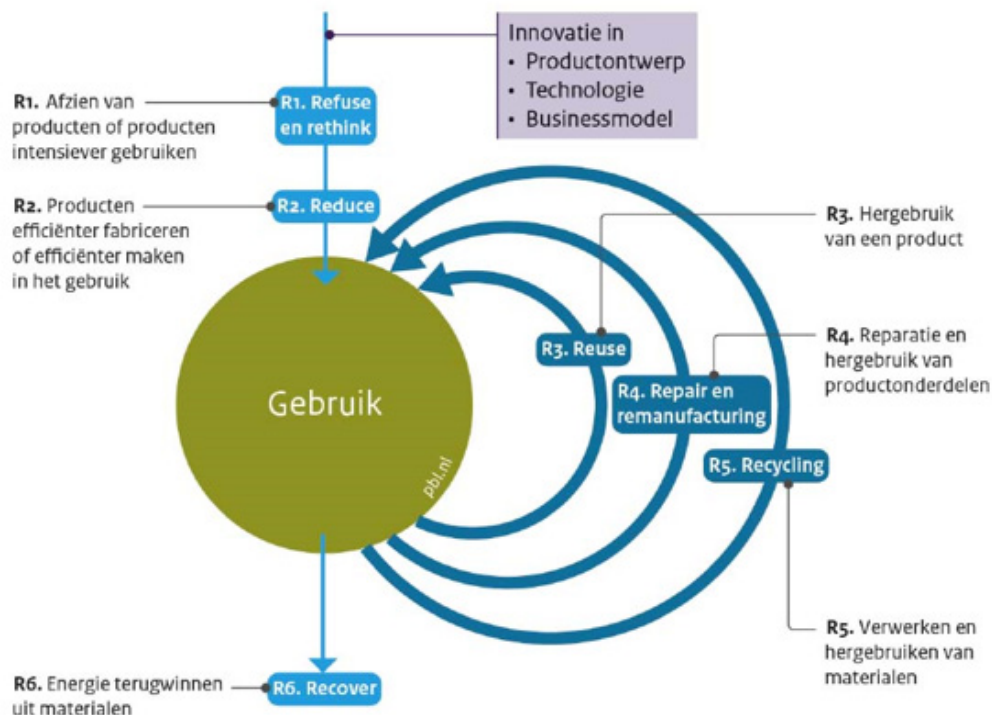 Innovatie in
• Productontwerp
• Technologie
• Businessmodel
R1. Afzien van
producten of producten
intensiever gebruiken
R1. Refuse
en rethink
R2. Producten
efficiënter fabriceren
of efficiënter maken
in het gebruik
R2. Reduce
R3. Hergebruik
van een product
R3. Reuse
R4. Reparatie en
hergebruik van
productonderdelen
R4. Repair en
remanufacturing
Gebruik
pbl.nl
R5. Recycling
R5. Verwerken en
hergebruiken van
materialen
R6. Energie terugwinnen
uit materialen
R6. Recover